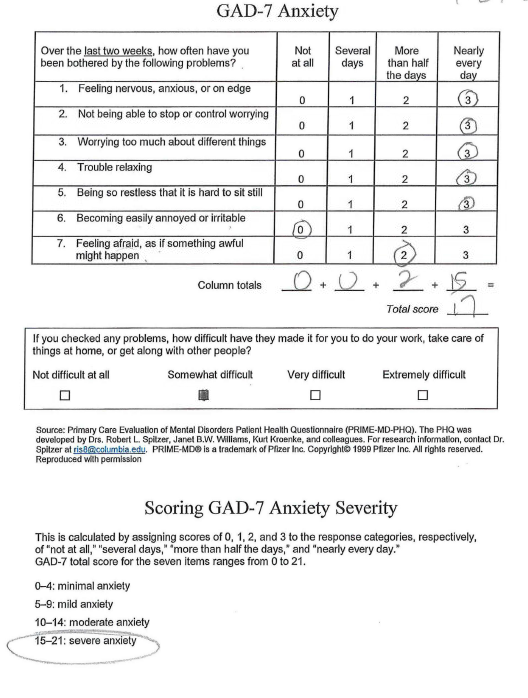 GAD-7 Anxiety
Over the last two weeks, how often have you been bothered by the following problems? Not at all Several days More than half the days Nearly every day
1. Feeling nervous, anxious, or on edge 0 1 2 3
2. Not being able to stop or control worrying 0 1 2 3
3. Worrying too much about different things 0 1 2 3
4. Trouble relaxing 0 1 2 3
5. Being so restless that it is hard to sit still 0 1 2 3
6. Becoming easily annoyed or irritable 0 1 2 3
7. Feeling afraid, as if something awful might happen 0 1 2 3
Column totals 0 + 0 + 2 + 15 =
Total score 17
If you checked any problems, how difficult have they made it for you to do your work, take care of
things at home, or get along with other people?
Not difficult at all Somewhat difficult Very difficult Extremely difficult
Source: Primary Care Evaluation of Mental Disorders Patient Health Questionnaire (PRIME-MD-PHQ). The PHQ was
developed by Drs. Robert L. Spitzer, Janet B.W. Williams, Kurt Kroenke, and colleagues. For research information, contact Dr.
Spitzer at ris8@columbia.edu. PRIME-MD® is a trademark of Pfizer Inc. Copyright© 1999 Pfizer Inc. All rights reserved.
Reproduced with permission
Scoring GAD-7 Anxiety Severity
This is calculated by assigning scores of 0, 1, 2, and 3 to the response categories, respectively,
of "not at all," "several days," "more than half the days," and "nearly every day."
GAD-7 total score for the seven items ranges from 0 to 21.
0–4: minimal anxiety
5–9: mild anxiety
10–14: moderate anxiety
15–21: severe anxiety